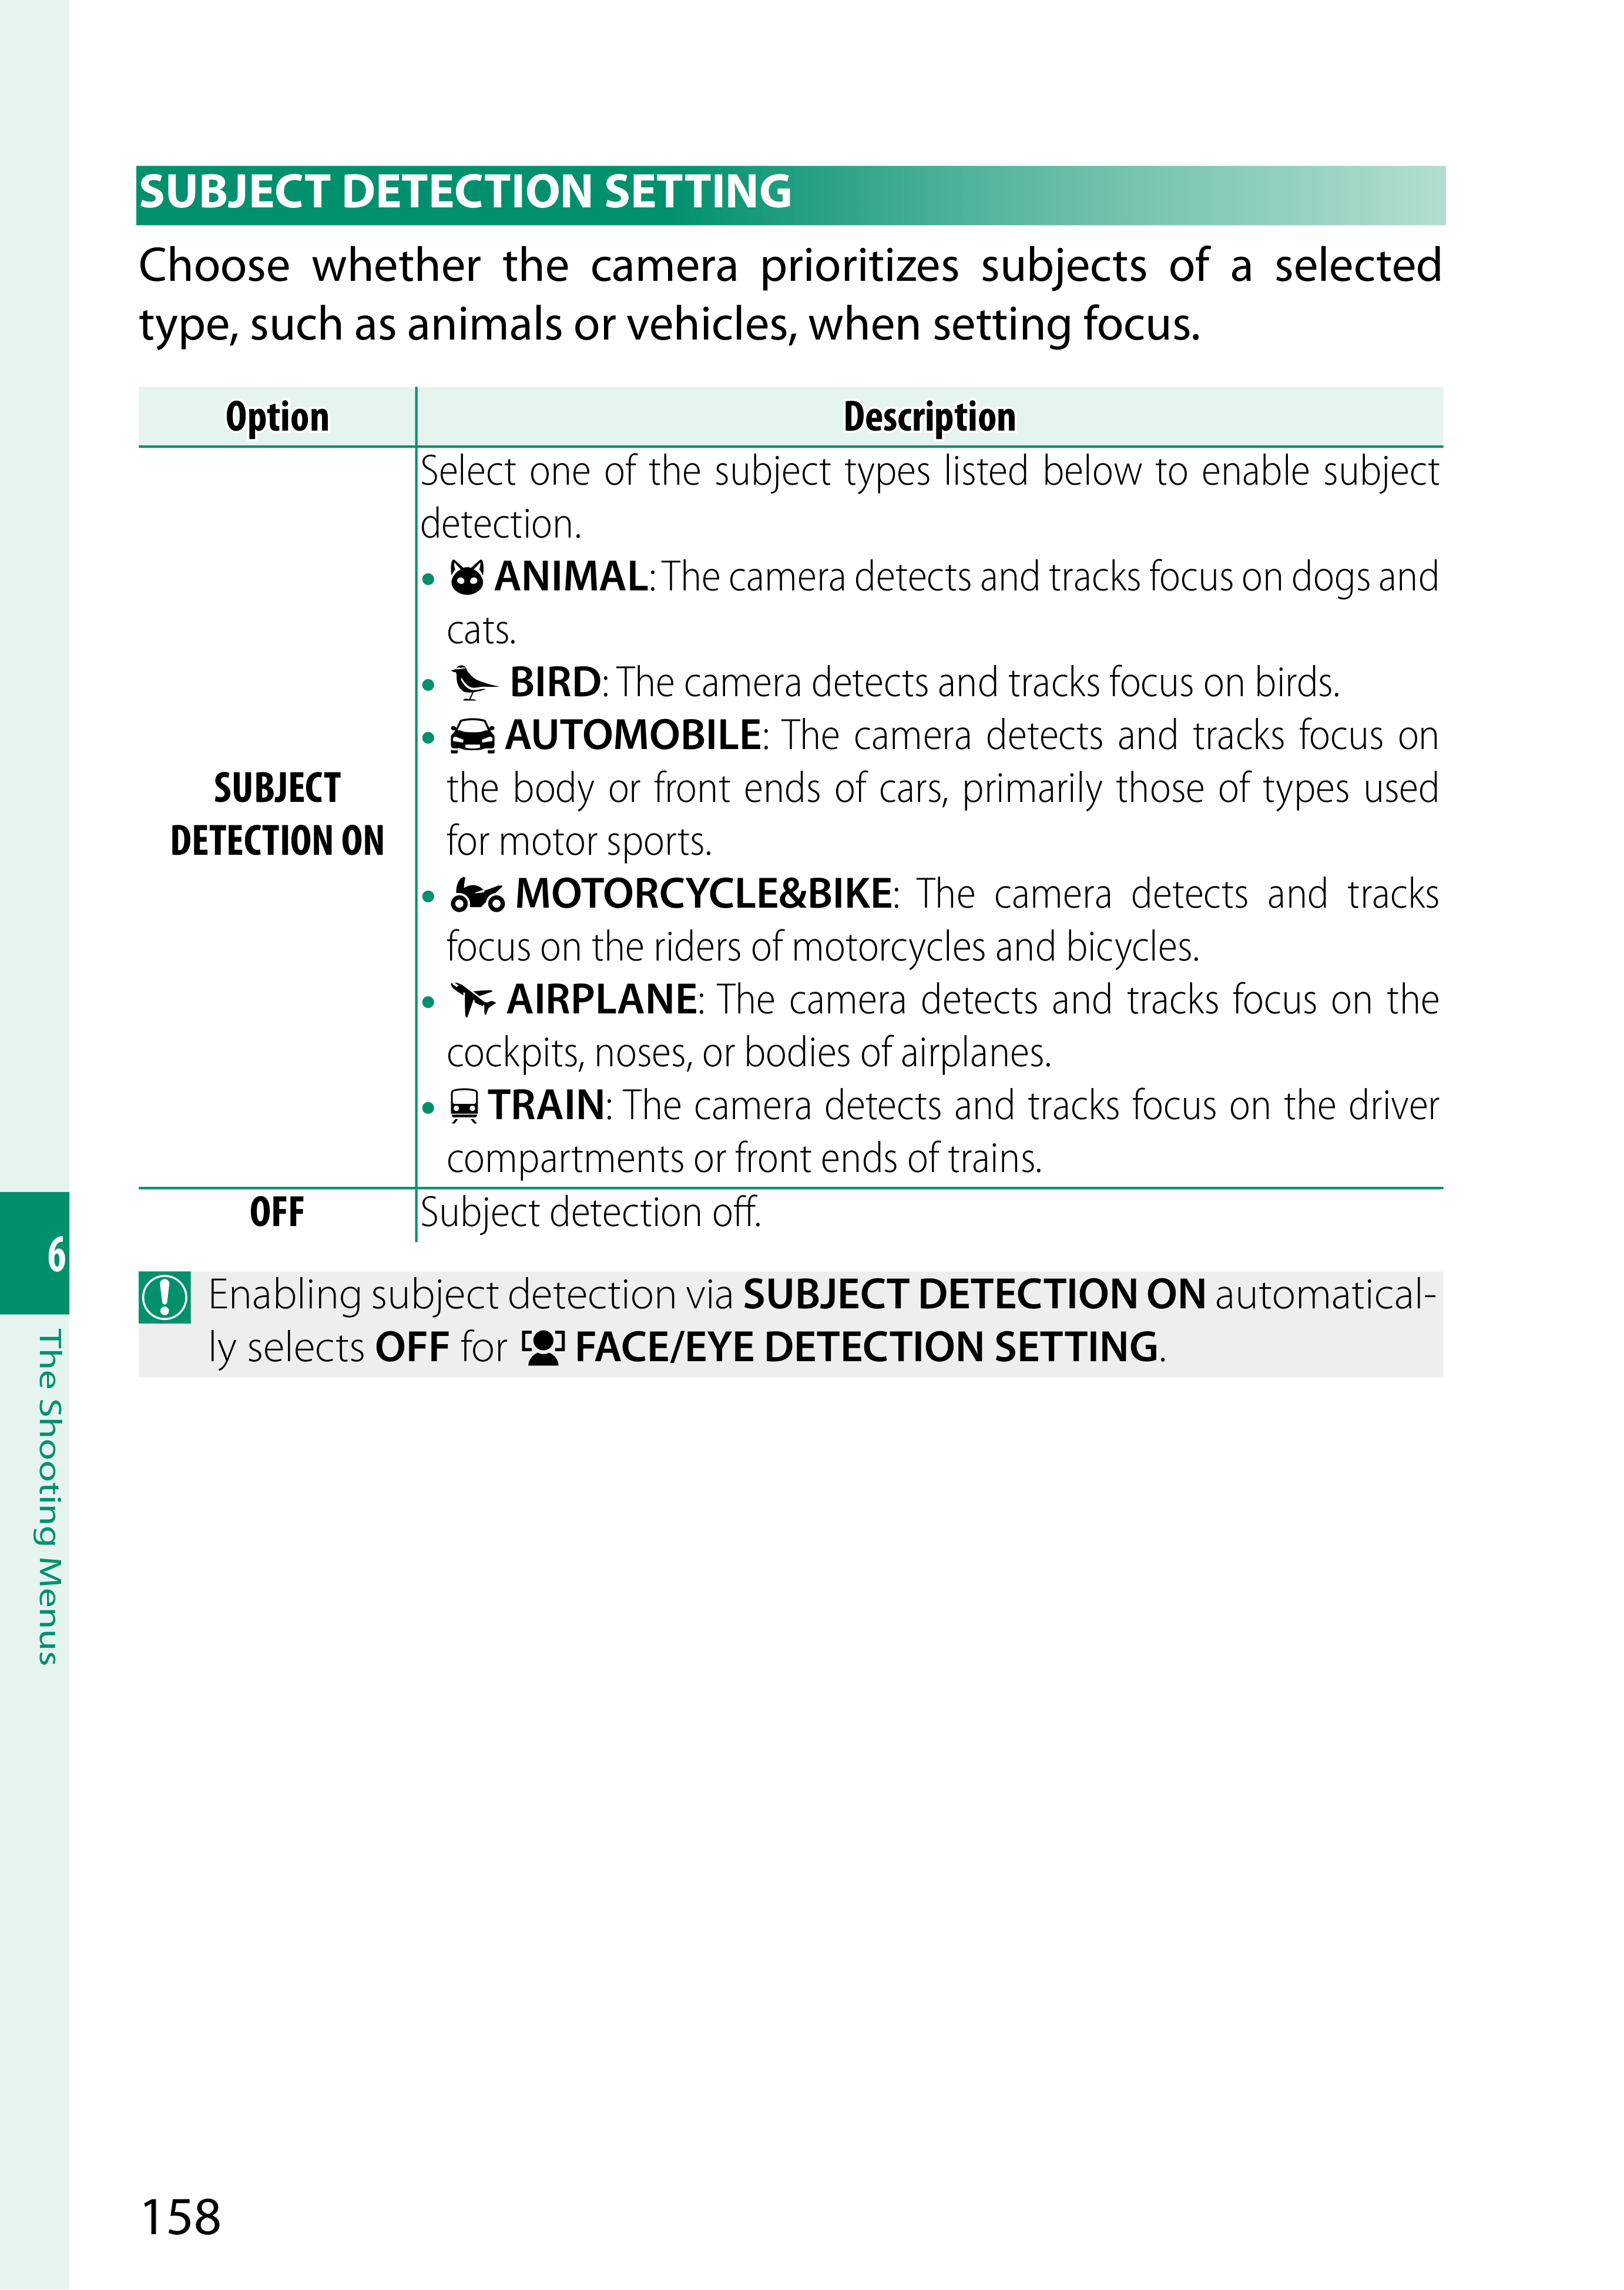 SUBJECT DETECTION SETTING
Choose whether the camera prioritizes subjects of a selected
type, such as animals or vehicles, when setting focus.
Option Description
SUBJECT
DETECTION ON
Select one of the subject types listed below to enable subject
detection.
• ANIMAL: The camera detects and tracks focus on dogs and
cats.
• BIRD: The camera detects and tracks focus on birds.
• AUTOMOBILE: The camera detects and tracks focus on
the body or front ends of cars, primarily those of types used
for motor sports.
• MOTORCYCLE&BIKE: The camera detects and tracks
focus on the riders of motorcycles and bicycles.
• AIRPLANE: The camera detects and tracks focus on the
cockpits, noses, or bodies of airplanes.
• TRAIN: The camera detects and tracks focus on the driver
compartments or front ends of trains.
OFF Subject detection off.
Enabling subject detection via SUBJECT DETECTION ON automatical-
ly selects OFF for FACE/EYE DETECTION SETTING.
6
The Shooting Menus
158